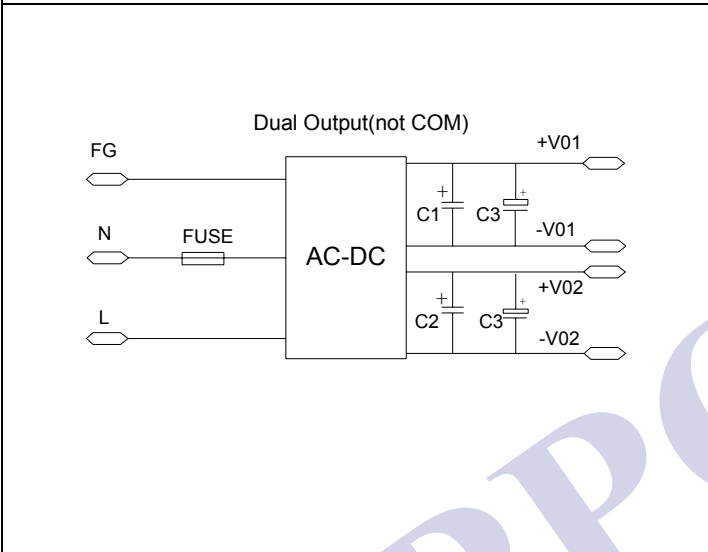 Dual Output(not COM)
FG
+V01
+
+
C1
C3
N
FUSE
AC-DC
-V01
+V02
+
+
L
C2
C3
-V02